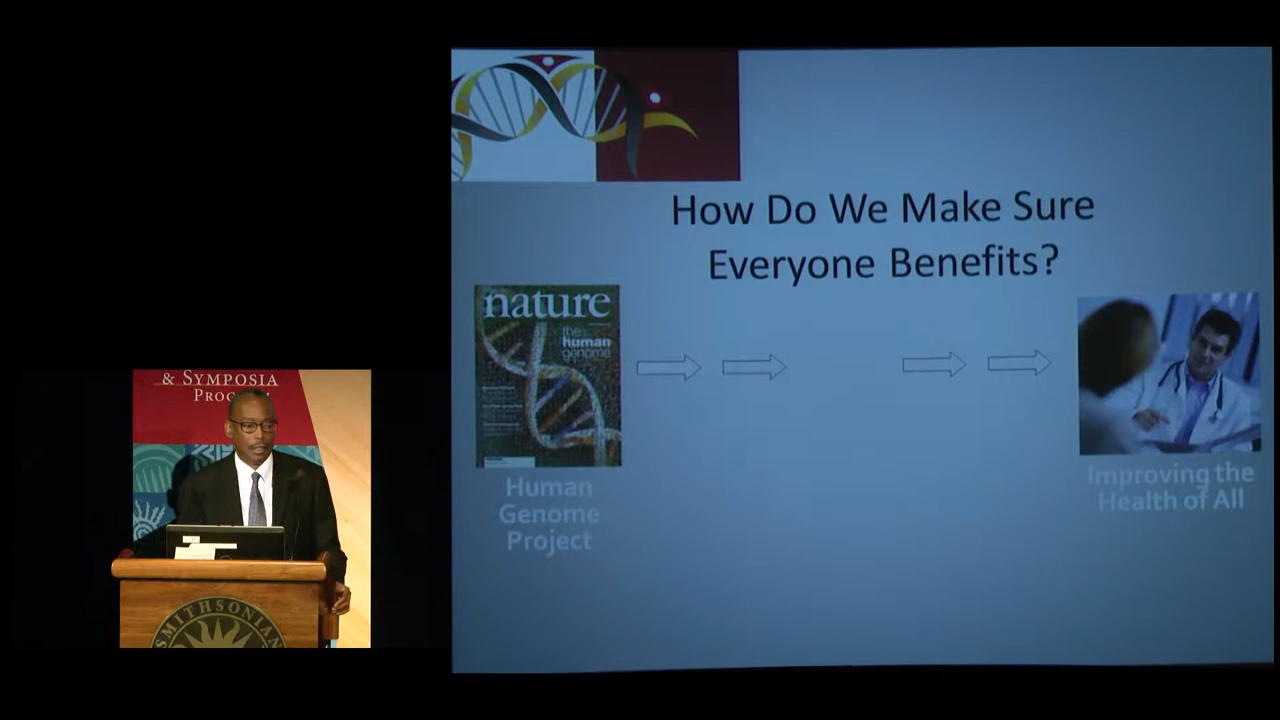 How Do We Make Sure
Everyone Benefits?
nature
the
human
genome
Human
Genome
Project
Improving the
Health of All
& SYMPOSIA
SMITHSONIAN